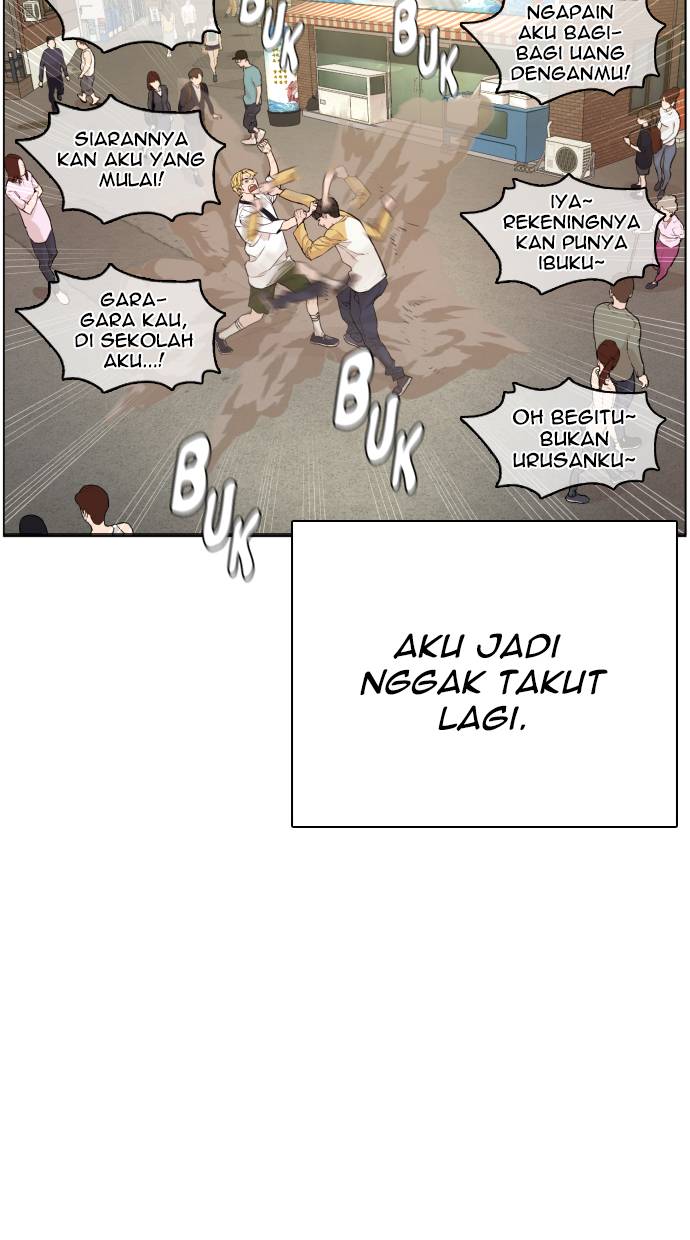 NGAPAIN
AKU BAGI-
BAGI UANG
DENGANMU!
BUK
BUK
SIARANNYA
KAN AKU YANG
MULAI!
IYA~
REKENINGNYA
KAN PUNYA
IBUKU~
GARA-
GARA KAU,
DI SEKOLAH
AKU...!
OH BEGITU~
BUKAN
URUSANKU~
BUK
BUK
AKU JADI
NGGAK TAKUT
LAGI.